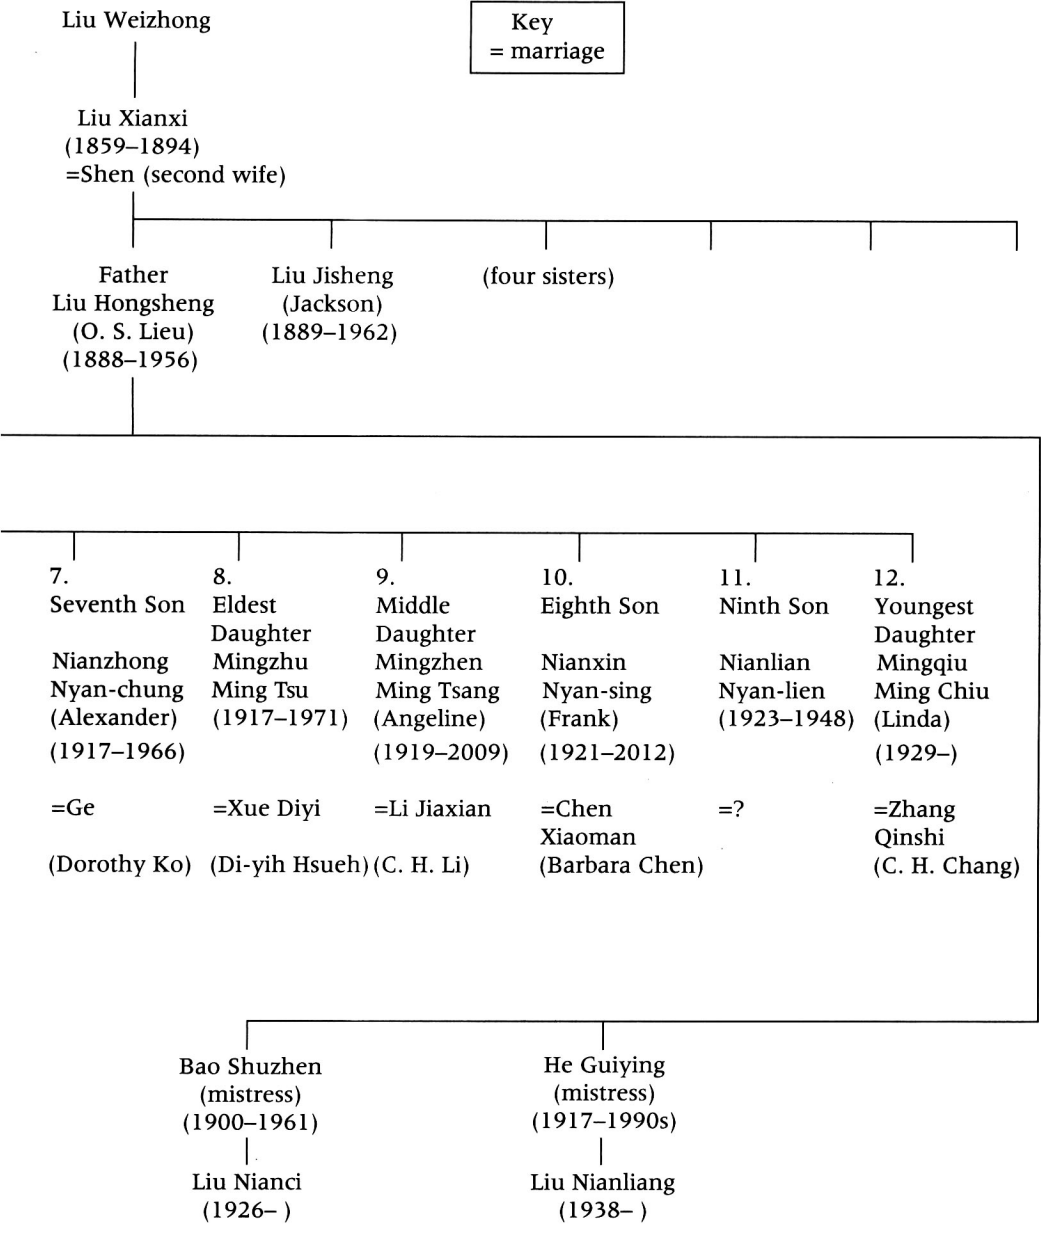 Liu Weizhong
Key
= marriage
Liu Xianxi
(1859–1894)
=Shen (second wife)
Father
Liu Hongsheng
(O. S. Lieu)
(1888–1956)
Liu Jisheng
(Jackson)
(1889–1962)
(four sisters)
7.
Seventh Son
Nianzhong
Nyan-chung
(Alexander)
(1917–1966)
=Ge
(Dorothy Ko)
8.
Eldest
Daughter
Mingzhu
Ming Tsu
(1917–1971)
=Xue Diyi
(Di-yih Hsueh)
9.
Middle
Daughter
Mingzhen
Ming Tsang
(Angeline)
(1919–2009)
=Li Jiaxian
(C. H. Li)
10.
Eighth Son
Nianxin
Nyan-sing
(Frank)
(1921–2012)
=Chen
Xiaoman
(Barbara Chen)
11.
Ninth Son
Nianlian
Nyan-lien
(1923–1948)
=?
12.
Youngest
Daughter
Mingqiu
Ming Chiu
(Linda)
(1929–)
=Zhang
Qinshi
(C. H. Chang)
Bao Shuzhen
(mistress)
(1900–1961)
Liu Nianci
(1926– )
He Guiying
(mistress)
(1917–1990s)
Liu Nianliang
(1938– )